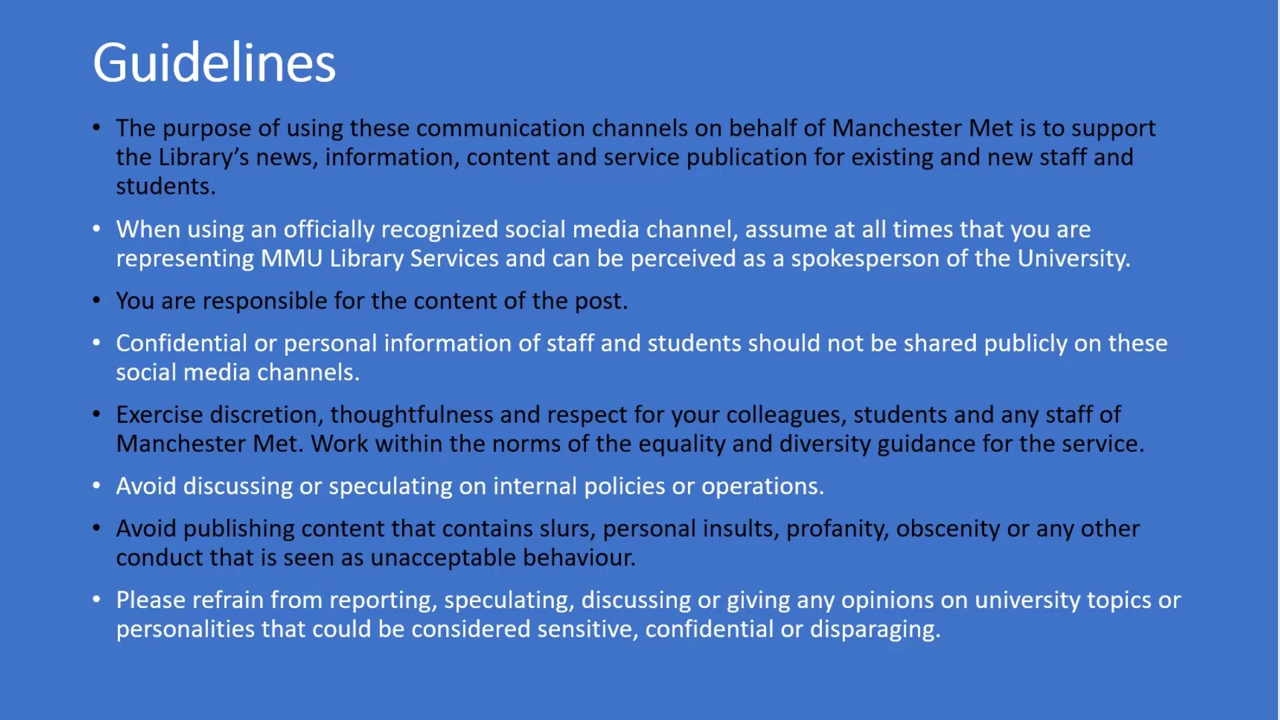 Guidelines
• The purpose of using these communication channels on behalf of Manchester Met is to support
the Library’s news, information, content and service publication for existing and new staff and
students.
• When using an officially recognized social media channel, assume at all times that you are
representing MMU Library Services and can be perceived as a spokesperson of the University.
• You are responsible for the content of the post.
• Confidential or personal information of staff and students should not be shared publicly on these
social media channels.
• Exercise discretion, thoughtfulness and respect for your colleagues, students and any staff of
Manchester Met. Work within the norms of the equality and diversity guidance for the service.
• Avoid discussing or speculating on internal policies or operations.
• Avoid publishing content that contains slurs, personal insults, profanity, obscenity or any other
conduct that is seen as unacceptable behaviour.
• Please refrain from reporting, speculating, discussing or giving any opinions on university topics or
personalities that could be considered sensitive, confidential or disparaging.